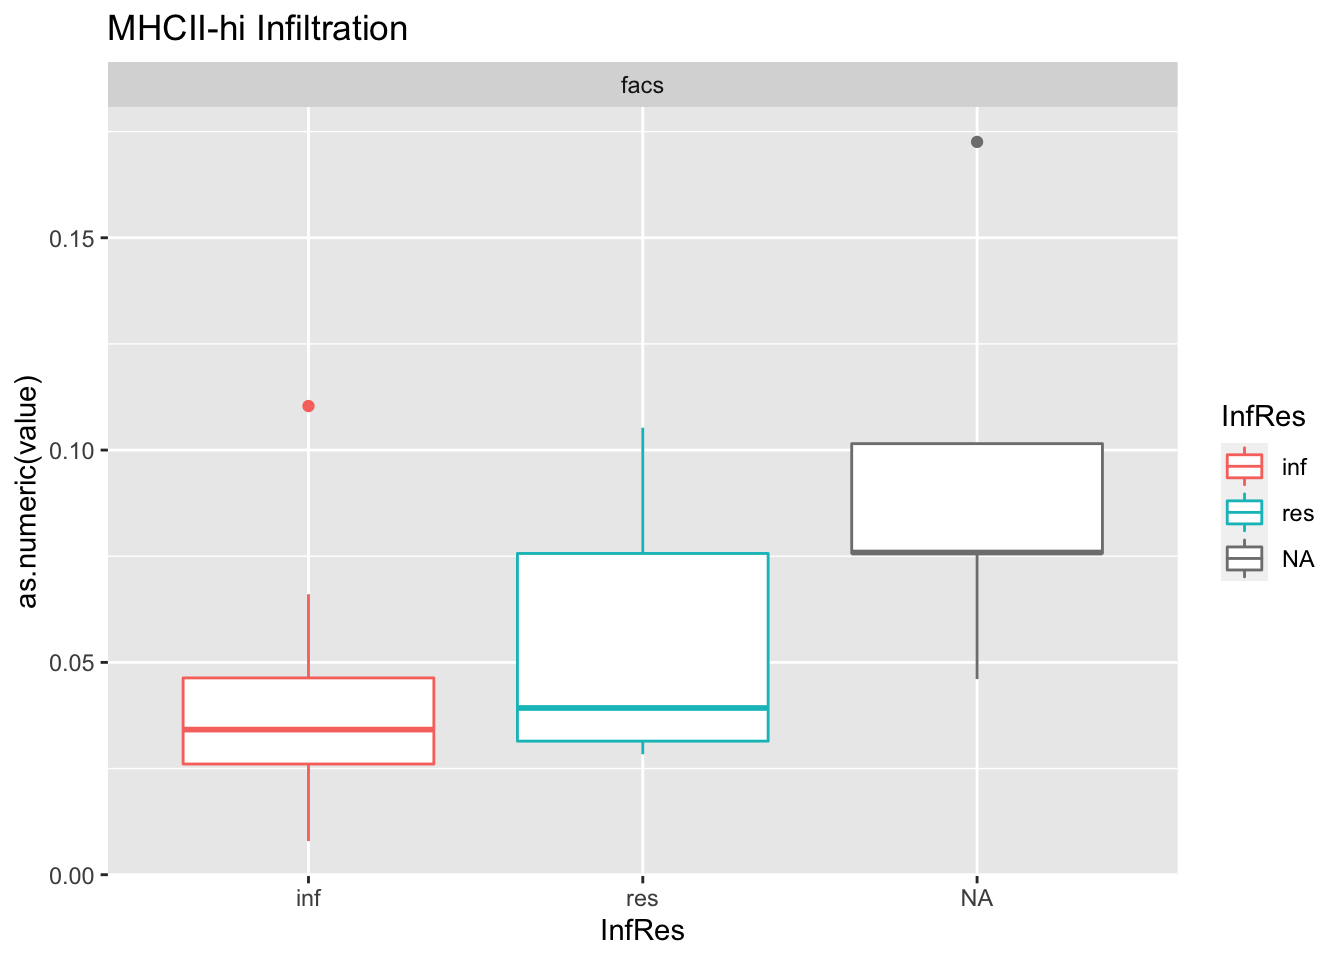 MHCII-hi Infiltration
facs
0.15
0.10
0.05
0.00
as.numeric(value)
inf res NA
InfRes
InfRes
inf
res
NA